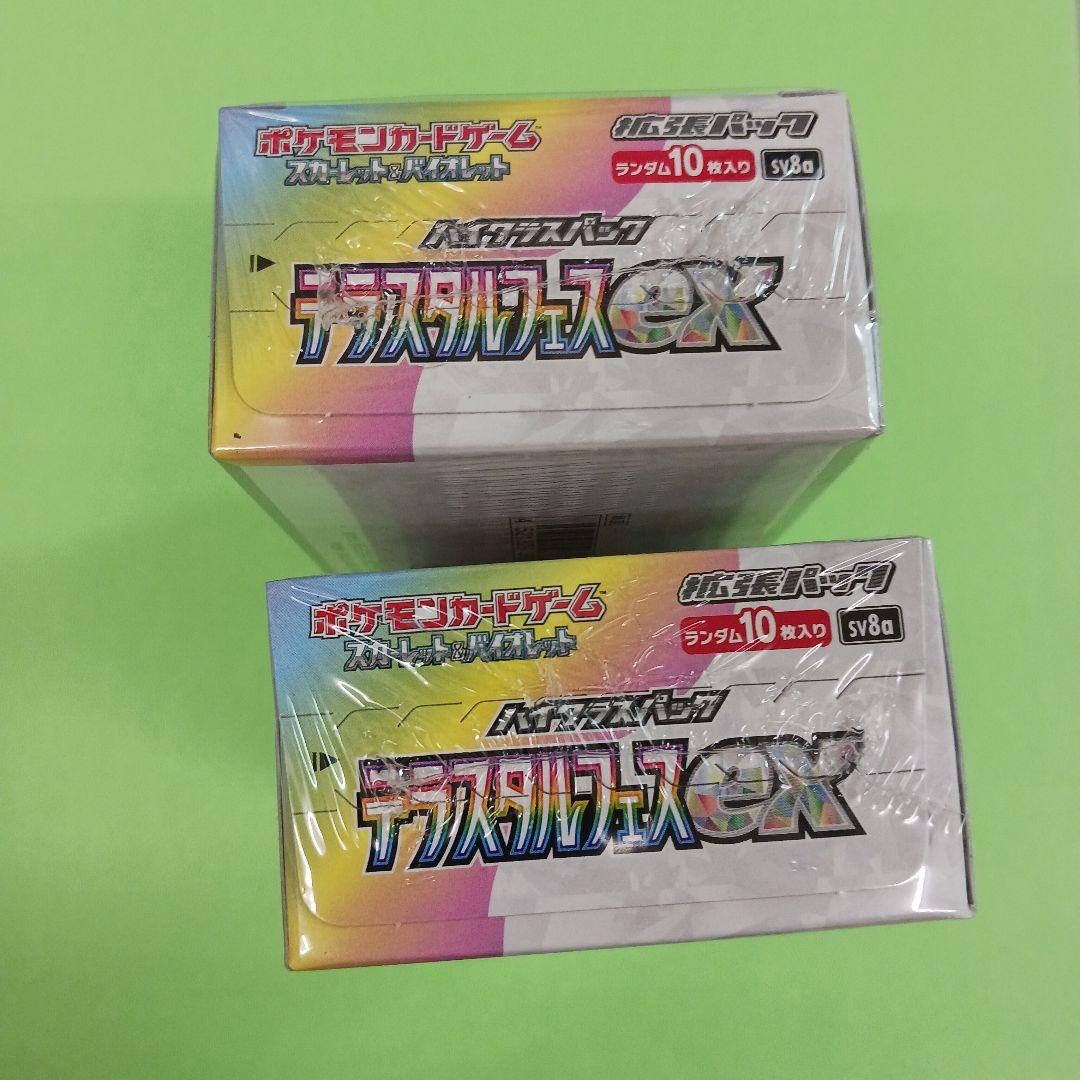 ポケモンカードゲーム™
スカーレット&バイオレット
拡張パック
ランダム10枚入り
sv8a
ハイクラスパック
テラスタルフェスex
ポケモンカードゲーム™
スカーレット&バイオレット
拡張パック
ランダム10枚入り
sv8a
ハイクラスパック
テラスタルフェスex